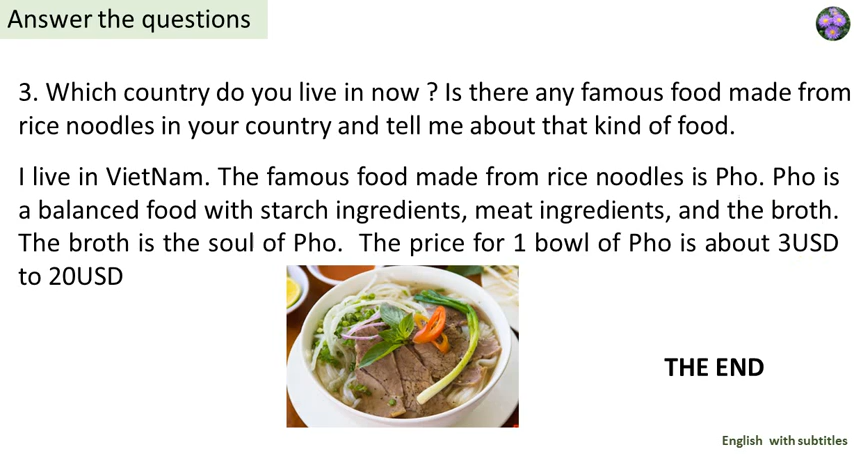 Answer the questions
3. Which country do you live in now ? Is there any famous food made from
rice noodles in your country and tell me about that kind of food.
I live in VietNam. The famous food made from rice noodles is Pho. Pho is
a balanced food with starch ingredients, meat ingredients, and the broth.
The broth is the soul of Pho. The price for 1 bowl of Pho is about 3USD
to 20USD
THE END
English with subtitles